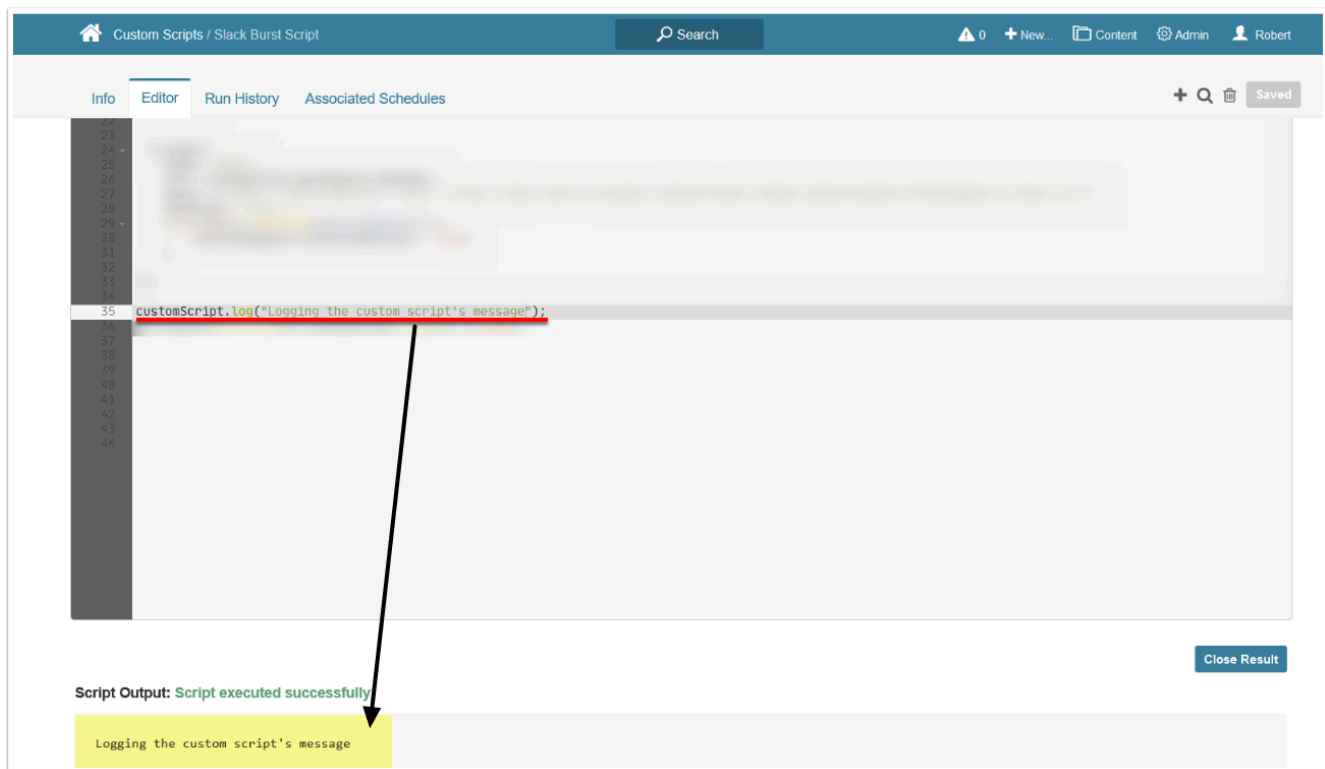 Custom Scripts / Slack Burst Script
Search
0
New...
Content
Admin
Robert
Info
Editor
Run History
Associated Schedules
Saved
22
23
24
25
26
27
28
29
30
31
32
33
34
35 customScript.log("Logging the custom script's message");
36
37
38
39
40
41
42
43
44
Close Result
Script Output: Script executed successfully
Logging the custom script's message